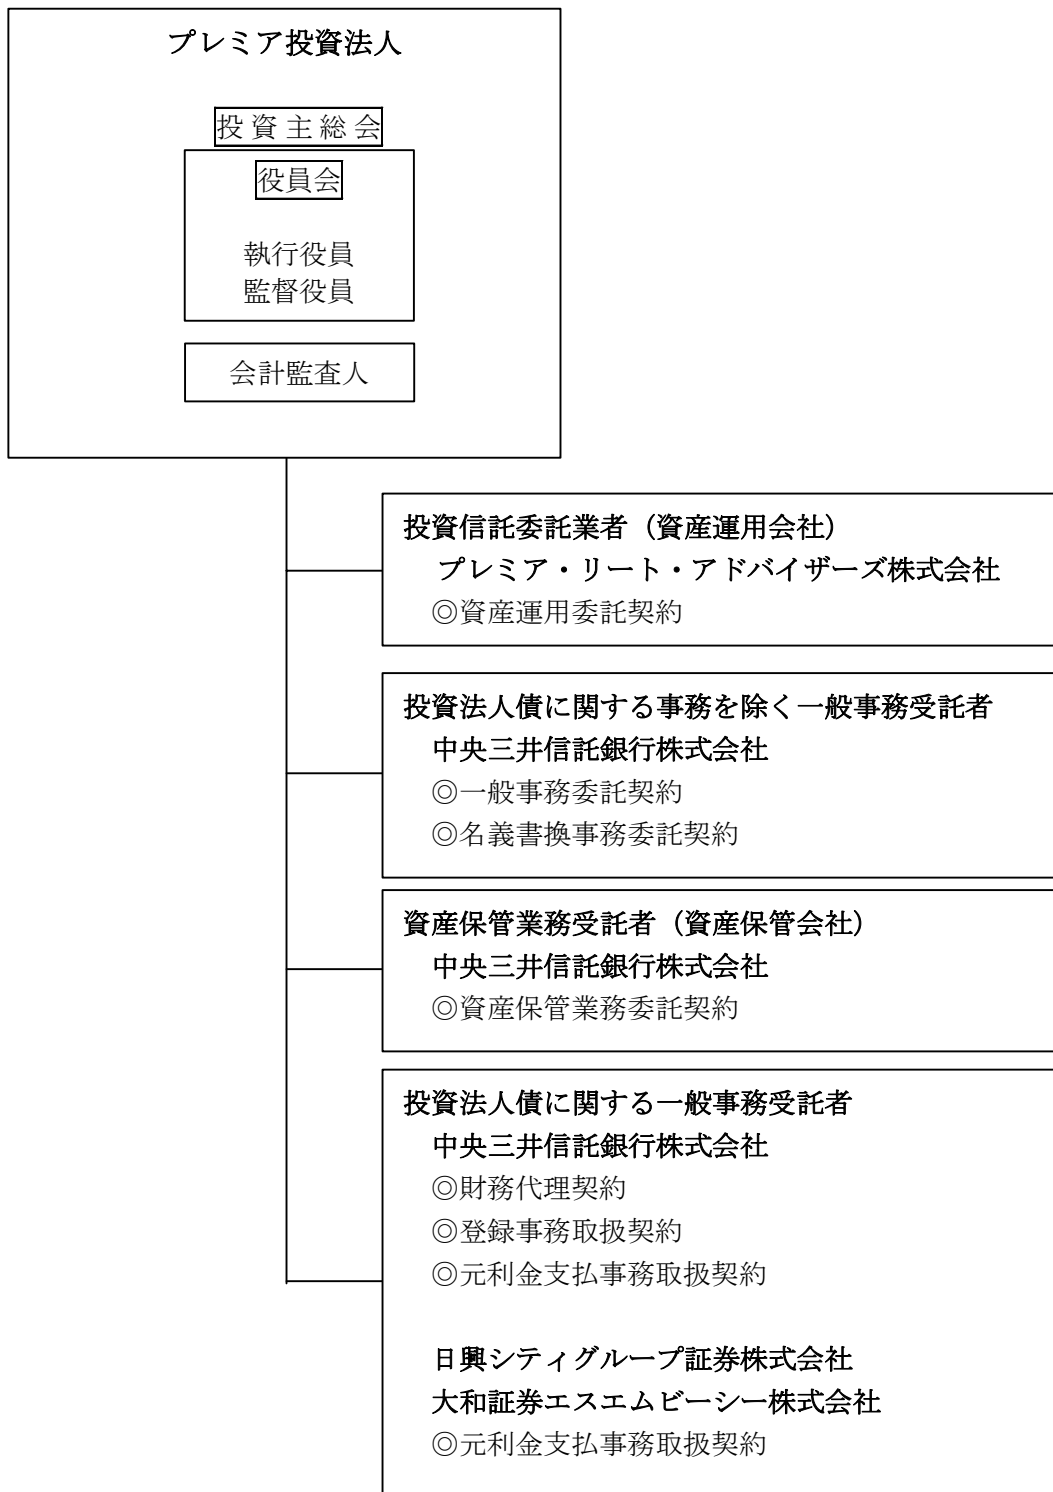 プレミア投資法人
投資主総会
役員会
執行役員
監督役員
会計監査人
投資信託委託業者（資産運用会社）
プレミア・リート・アドバイザーズ株式会社
◎資産運用委託契約
投資法人債に関する事務を除く一般事務受託者
中央三井信託銀行株式会社
◎一般事務委託契約
◎名義書換事務委託契約
資産保管業務受託者（資産保管会社）
中央三井信託銀行株式会社
◎資産保管業務委託契約
投資法人債に関する一般事務受託者
中央三井信託銀行株式会社
◎財務代理契約
◎登録事務取扱契約
◎元利金支払事務取扱契約
日興シティグループ証券株式会社
大和証券エスエムビーシー株式会社
◎元利金支払事務取扱契約